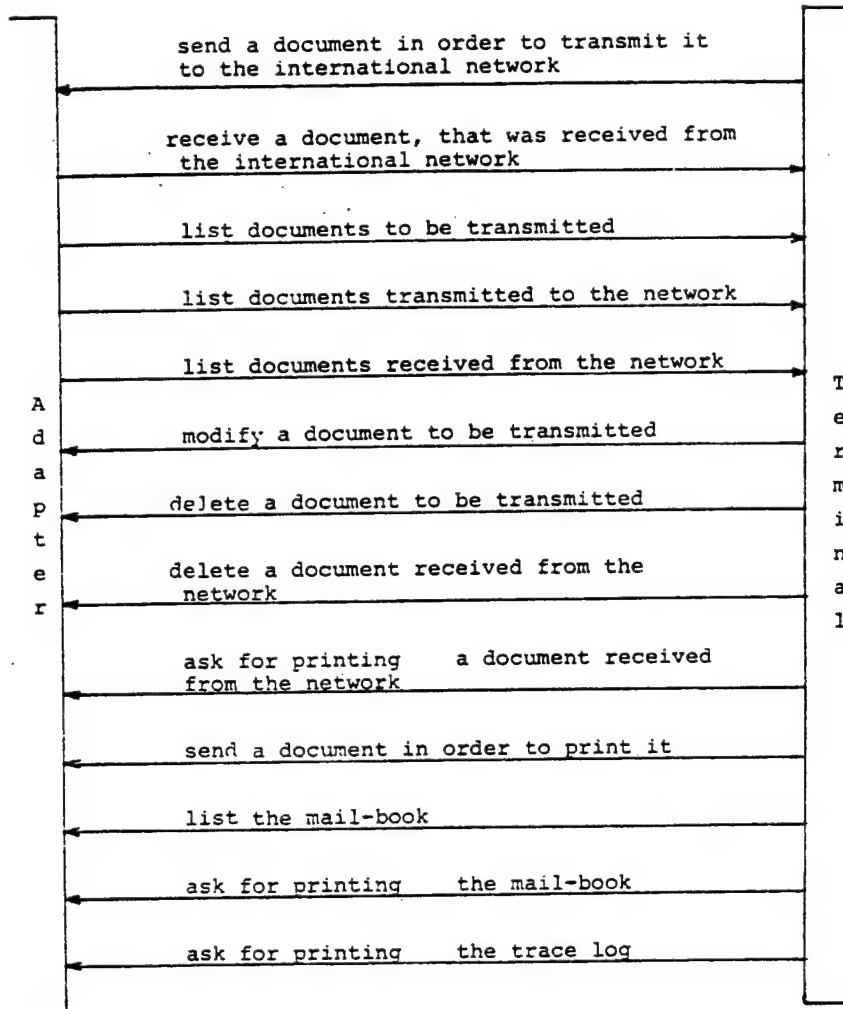 send a document in order to transmit it
to the international network
receive a document, that was received from
the international network
list documents to be transmitted
list documents transmitted to the network
list documents received from the network
modify a document to be transmitted
delete a document to be transmitted
delete a document received from the
network
ask for printing a document received
from the network
send a document in order to print it
list the mail-book
ask for printing the mail-book
ask for printing the trace log
Adapter
Terminal